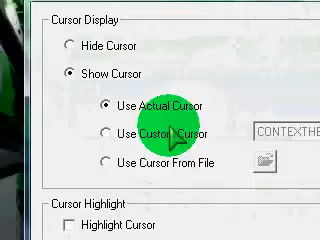 Cursor Display
Hide Cursor
Show Cursor
Use Actual Cursor
Use Custom Cursor
CONTEXTHE
Use Cursor From File
Cursor Highlight
Highlight Cursor